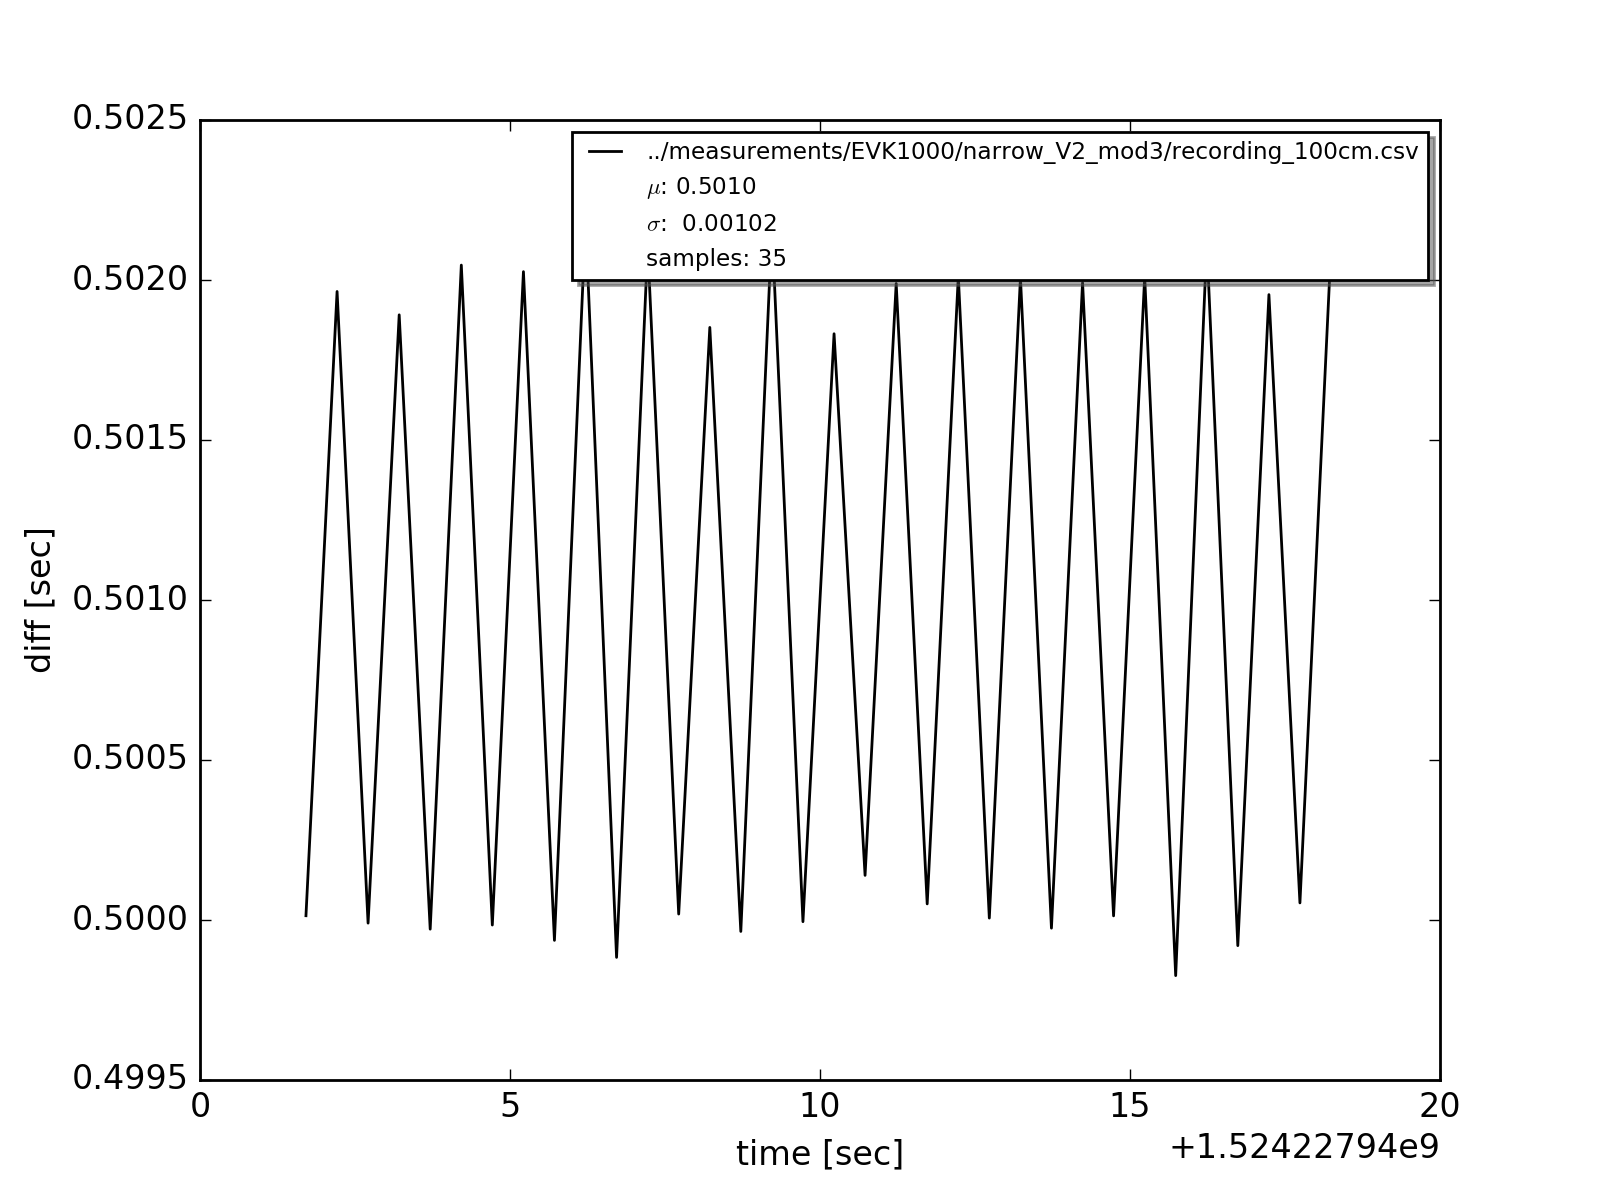 0.5025
../measurements/EVK1000/narrow_V2_mod3/recording_100cm.csv
μ: 0.5010
σ: 0.00102
samples: 35
0.5020
0.5015
0.5010
0.5005
0.5000
0.4995
diff [sec]
0 5 10 15 20
time [sec]
+1.52422794e9